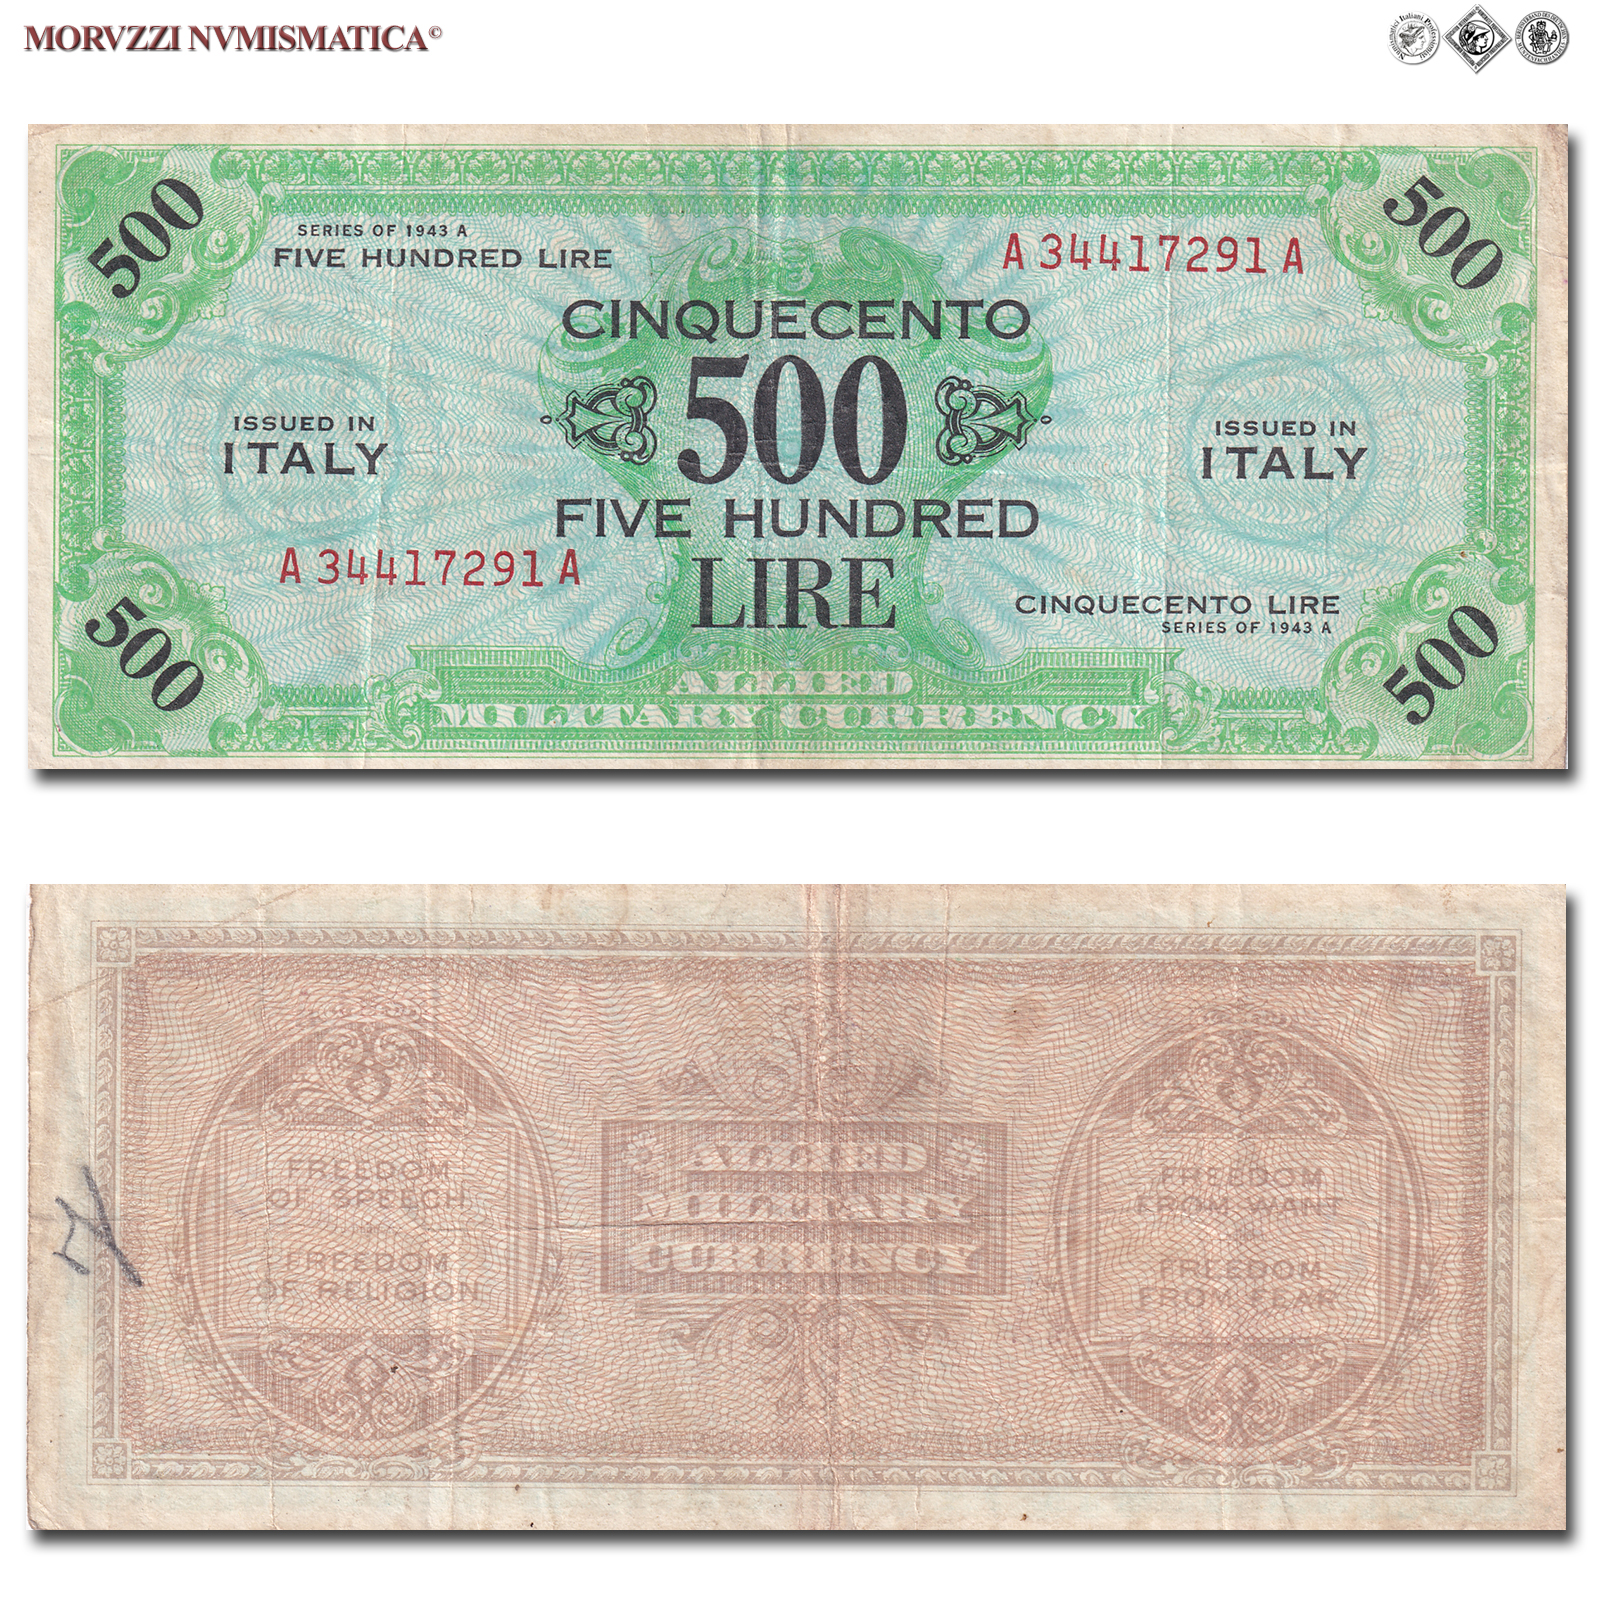 MORVZZI NVMISMATICA©
500
500
SERIES OF 1943 A
FIVE HUNDRED LIRE
A 34417291 A
CINQUECENTO
500
FIVE HUNDRED
LIRE
ISSUED IN
ITALY
ISSUED IN
ITALY
A 34417291 A
CINQUECENTO LIRE
SERIES OF 1943 A
500
500
ALLIED
MILITARY CURRENCY
FREEDOM
OF SPEECH
FREEDOM
OF RELIGION
ALLIED
MILITARY
CURRENCY
FREEDOM
FROM WANT
FREEDOM
FROM FEAR